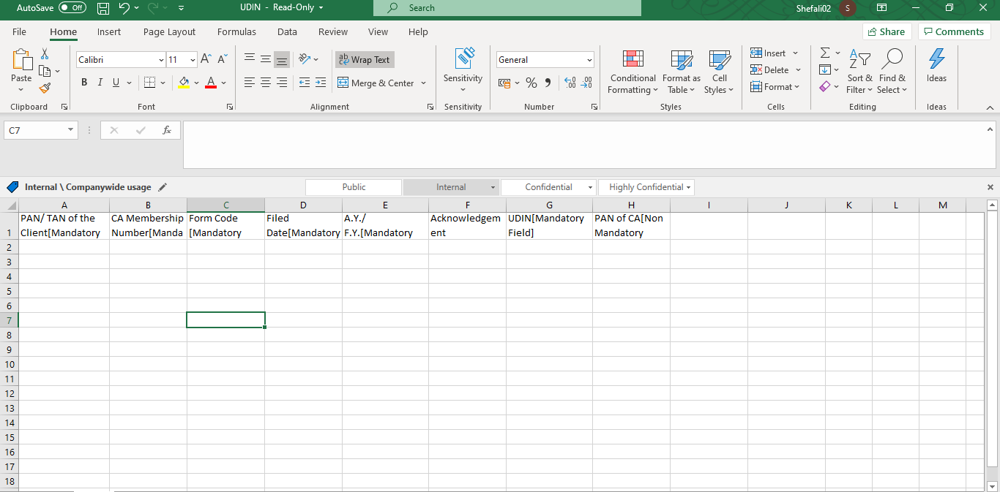 AutoSave Off UDIN - Read-Only Search Shefali02 S
File Home Insert Page Layout Formulas Data Review View Help Share Comments
Calibri 11 ab Wrap Text General Insert
Paste B I U A Merge & Center Sensitivity % Conditional Formatting Format as Table Cell Styles Delete Format Sort & Filter Find & Select Ideas
Clipboard Font Alignment Sensitivity Number Styles Cells Editing Ideas
C7 fx
Internal \ Companywide usage Public Internal Confidential Highly Confidential
A B C D E F G H I J K L M
PAN/ TAN of the CA Membership Form Code Filed A.Y./ Acknowledgem UDIN[Mandatory PAN of CA[Non
1 Client[Mandatory Number[Manda [Mandatory Date[Mandatory F.Y.[Mandatory ent Field] Mandatory
2
3
4
5
6
7
8
9
10
11
12
13
14
15
16
17
18